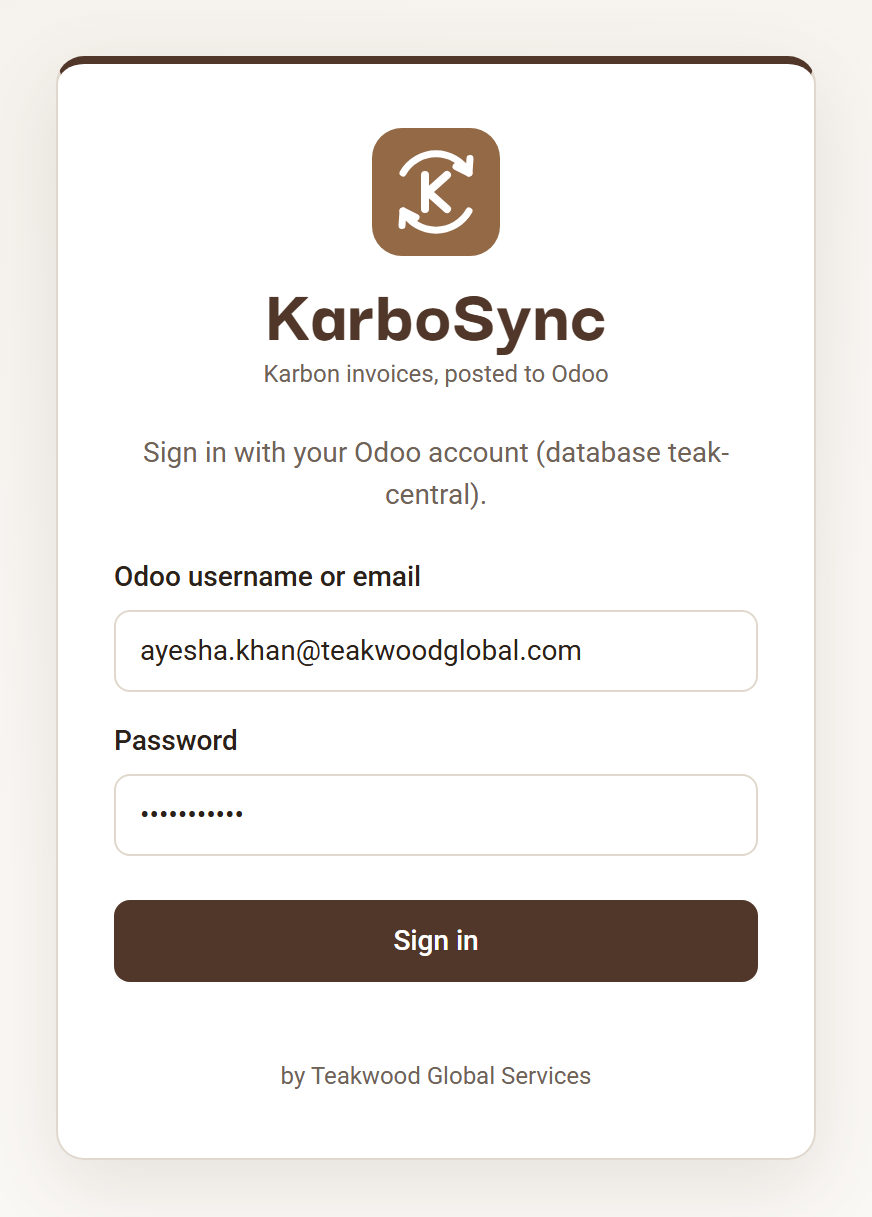 K
KarboSync
Karbon invoices, posted to Odoo
Sign in with your Odoo account (database teak-
central).
Odoo username or email
ayesha.khan@teakwoodglobal.com
Password
•••••••••••
Sign in
by Teakwood Global Services